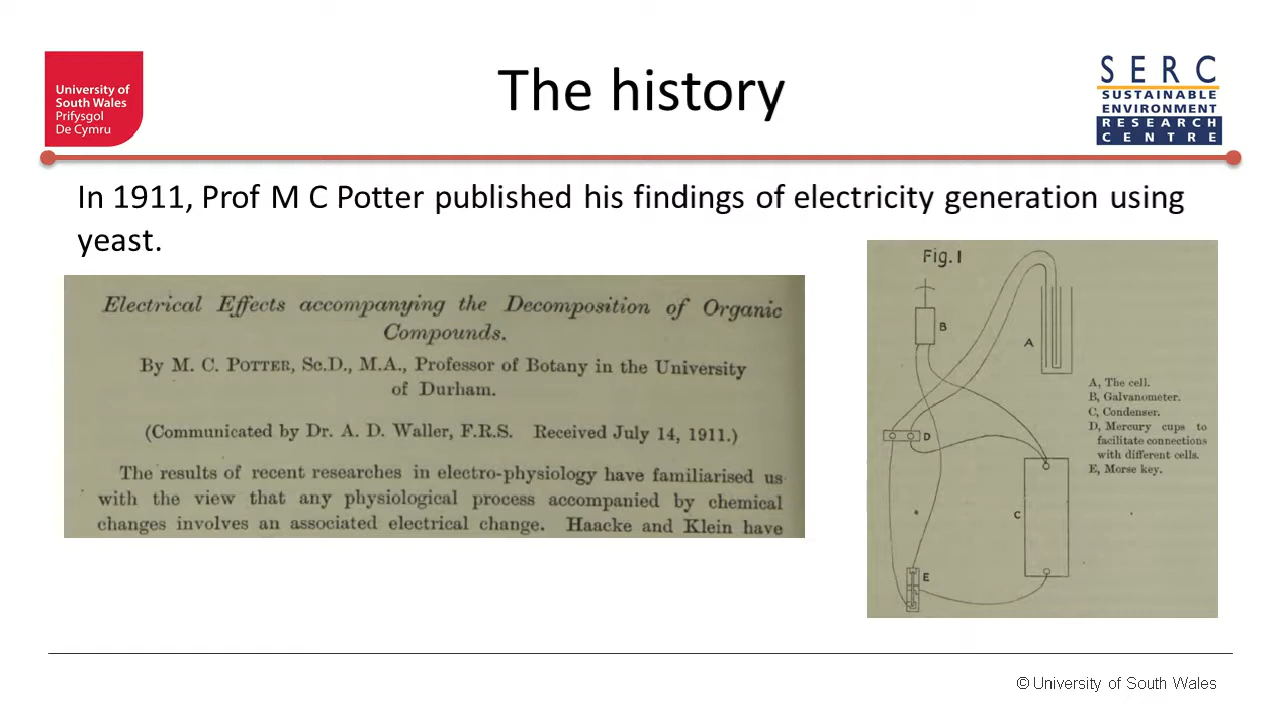 University of
South Wales
Prifysgol
De Cymru
The history
SERC
SUSTAINABLE
ENVIRONMENT
RESEARCH
CENTRE
In 1911, Prof M C Potter published his findings of electricity generation using
yeast.
Electrical Effects accompanying the Decomposition of Organic
Compounds.
By M. C. POTTER, Sc.D., M.A., Professor of Botany in the University
of Durham.
(Communicated by Dr. A. D. Waller, F.R.S. Received July 14, 1911.)
The results of recent researches in electro-physiology have familiarised us
with the view that any physiological process accompanied by chemical
changes involves an associated electrical change. Haacke and Klein have
Fig. 1
B
A
A, The cell.
B, Galvanometer.
C, Condenser.
D, Mercury cups to
facilitate connections
with different cells.
E, Morse key.
D
C
E
© University of South Wales